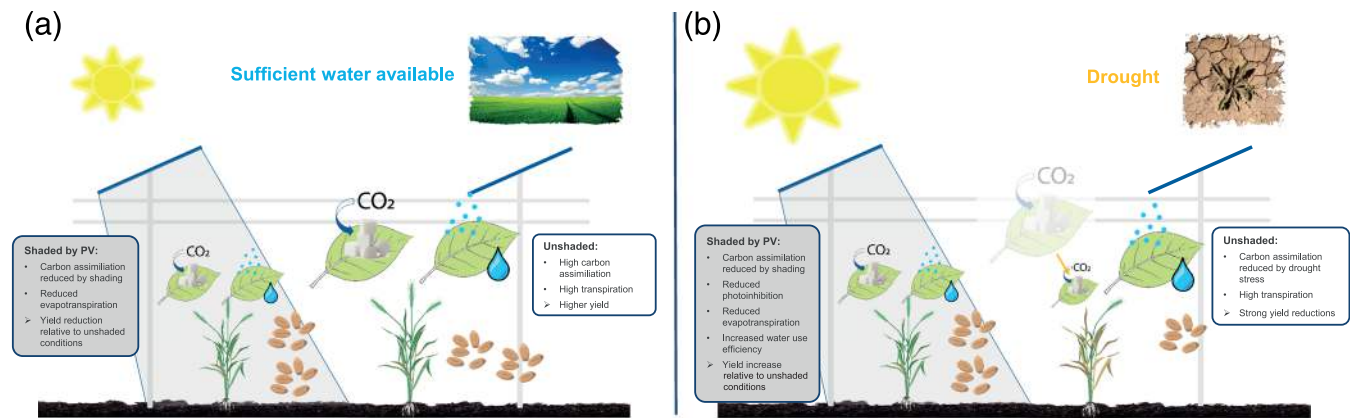 (a)
Sufficient water available
CO₂
CO₂
Shaded by PV:
• Carbon assimiliation
reduced by shading
• Reduced
evapotranspiration
➢ Yield reduction
relative to unshaded
conditions
Unshaded:
• High carbon
assimiliation
• High transpiration
➢ Higher yield
(b)
Drought
CO₂
CO₂
CO₂
Shaded by PV:
• Carbon assimilation
reduced by shading
• Reduced
photoinhibition
• Reduced
evapotranspiration
• Increased water use
efficiency
➢ Yield increase
relative to unshaded
conditions
Unshaded:
• Carbon assimilation
reduced by drought
stress
• High transpiration
➢ Strong yield reductions